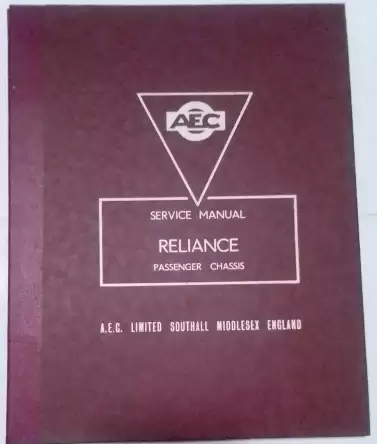 AEC
SERVICE MANUAL
RELIANCE
PASSENGER CHASSIS
A.E.C. LIMITED SOUTHALL MIDDLESEX ENGLAND